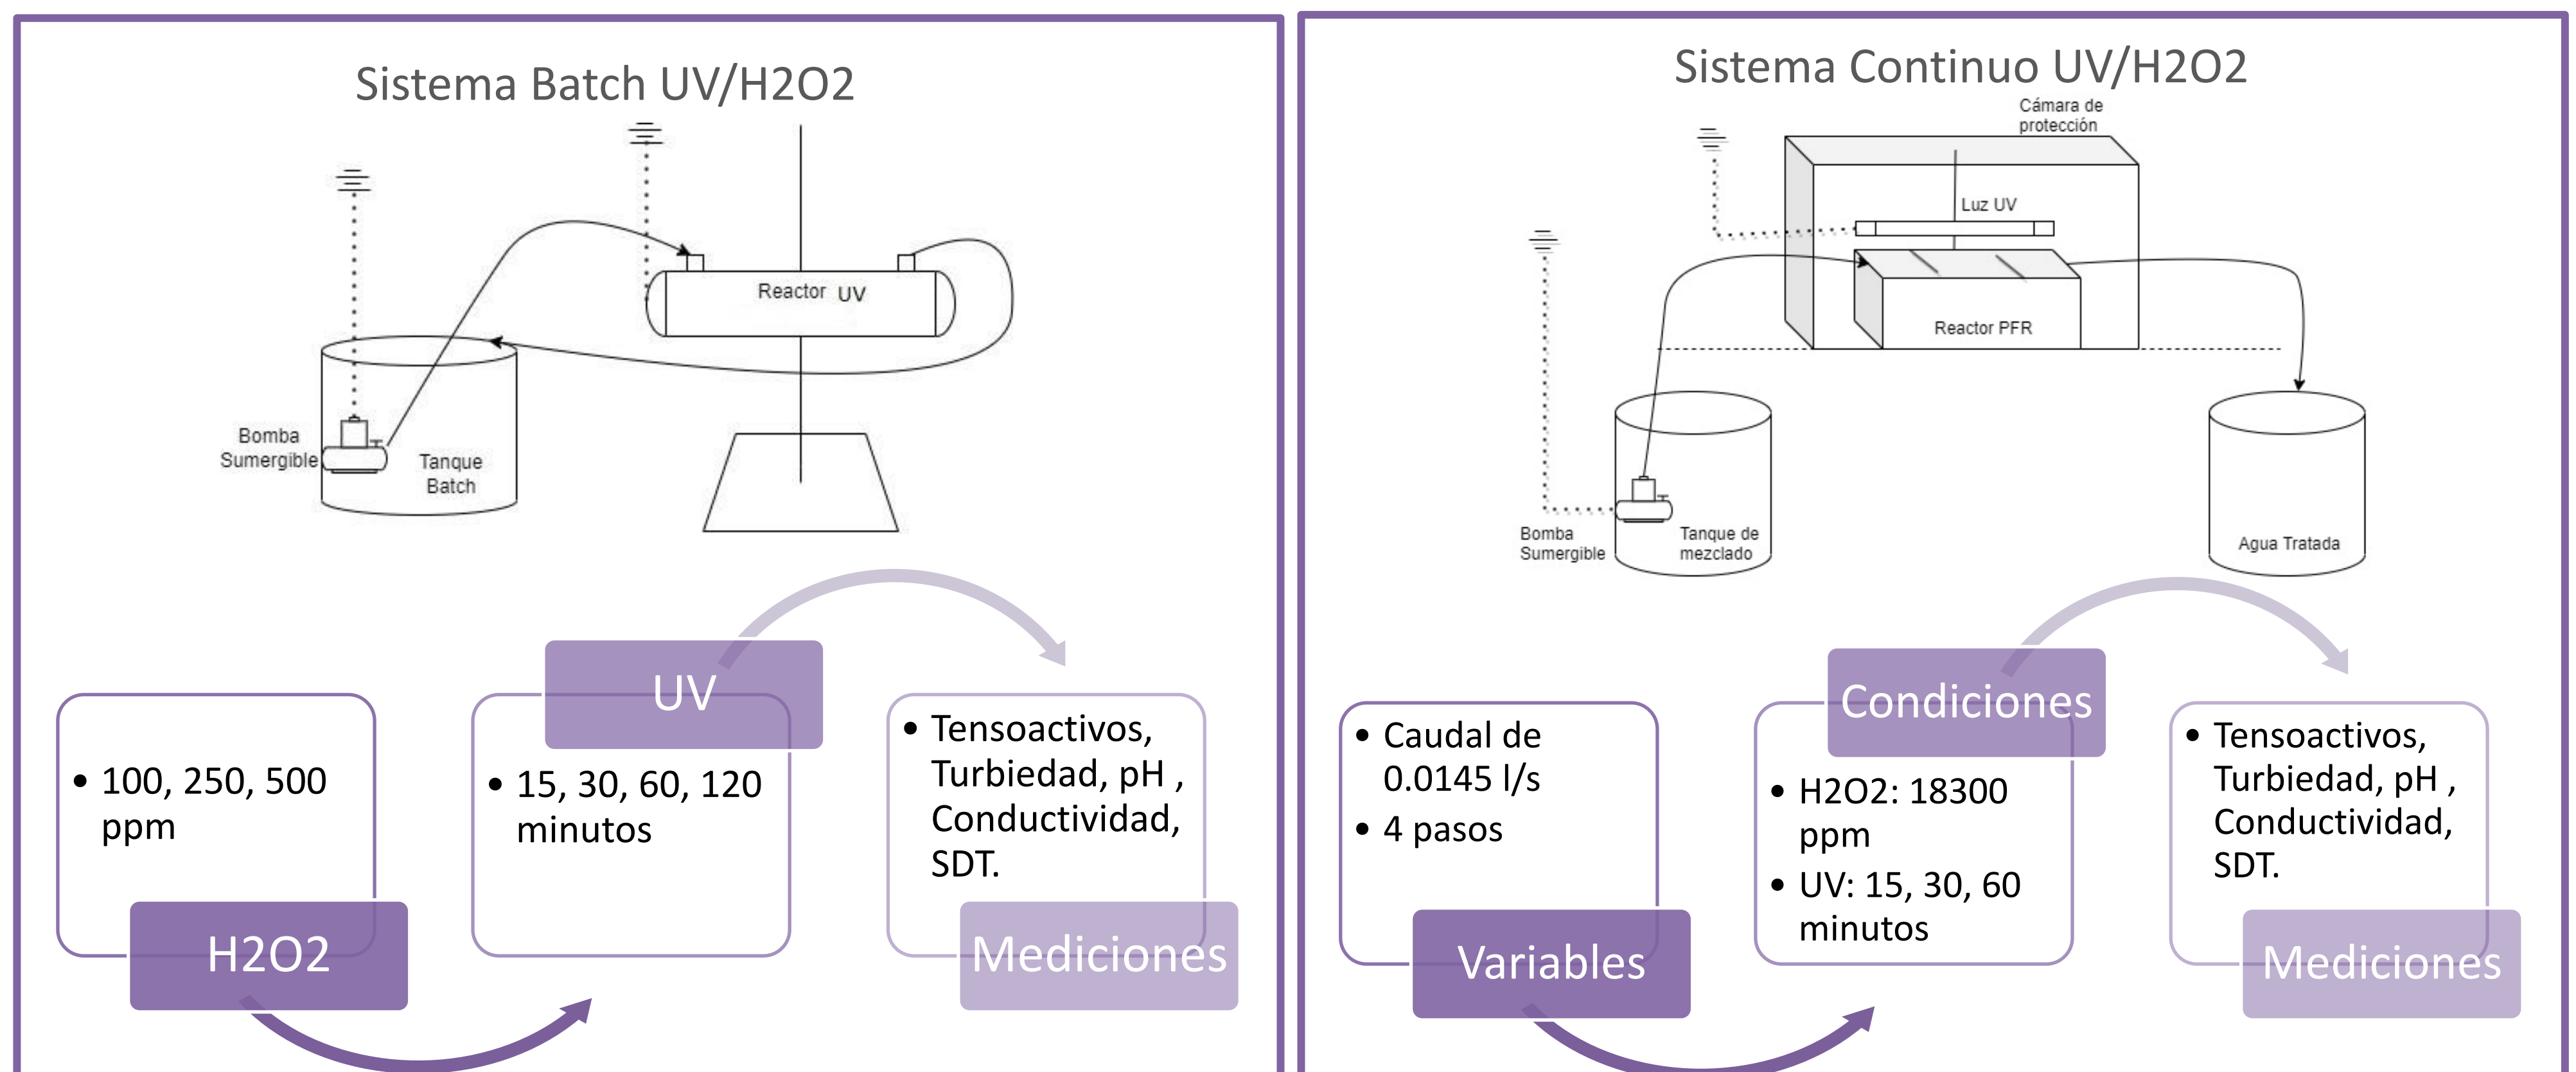 Sistema Batch UV/H2O2
Reactor UV
Bomba
Sumergible
Tanque
Batch
• 100, 250, 500
ppm
H2O2
UV
• 15, 30, 60, 120
minutos
• Tensoactivos,
Turbiedad, pH ,
Conductividad,
SDT.
Mediciones
Sistema Continuo UV/H2O2
Cámara de
protección
Luz UV
Reactor PFR
Bomba
Sumergible
Tanque de
mezclado
Agua Tratada
• Caudal de
0.0145 l/s
• 4 pasos
Variables
Condiciones
• H2O2: 18300
ppm
• UV: 15, 30, 60
minutos
• Tensoactivos,
Turbiedad, pH ,
Conductividad,
SDT.
Mediciones